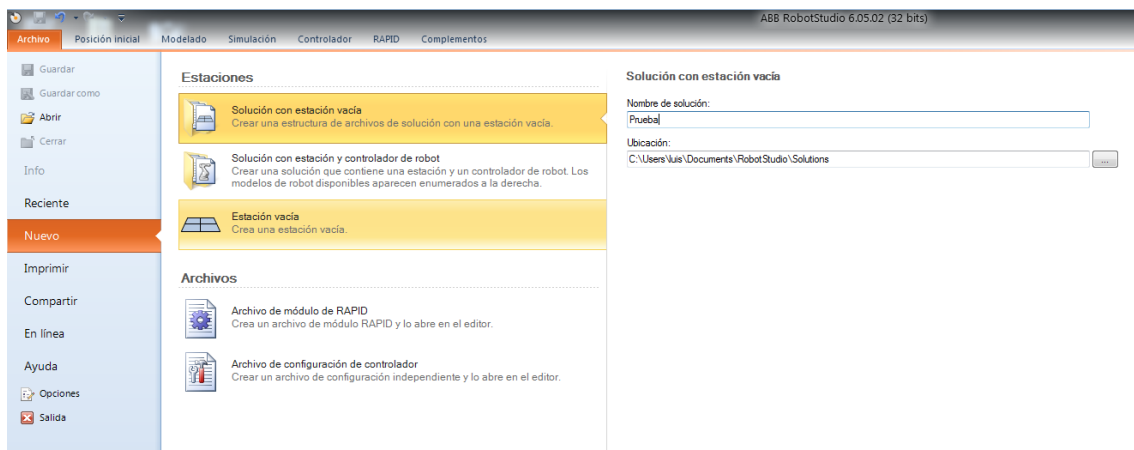 ABB RobotStudio 6.05.02 (32 bits)
Archivo Posición inicial Modelado Simulación Controlador RAPID Complementos
Guardar
Guardar como
Abrir
Cerrar
Info
Reciente
Nuevo
Imprimir
Compartir
En línea
Ayuda
Opciones
Salida
Estaciones
Solución con estación vacía
Crear una estructura de archivos de solución con una estación vacía.
Solución con estación y controlador de robot
Crear una solución que contiene una estación y un controlador de robot. Los
modelos de robot disponibles aparecen enumerados a la derecha.
Estación vacía
Crea una estación vacía.
Archivos
Archivo de módulo de RAPID
Crea un archivo de módulo RAPID y lo abre en el editor.
Archivo de configuración de controlador
Crear un archivo de configuración independiente y lo abre en el editor.
Solución con estación vacía
Nombre de solución:
Prueba
Ubicación:
C:\Users\luis\Documents\RobotStudio\Solutions
...